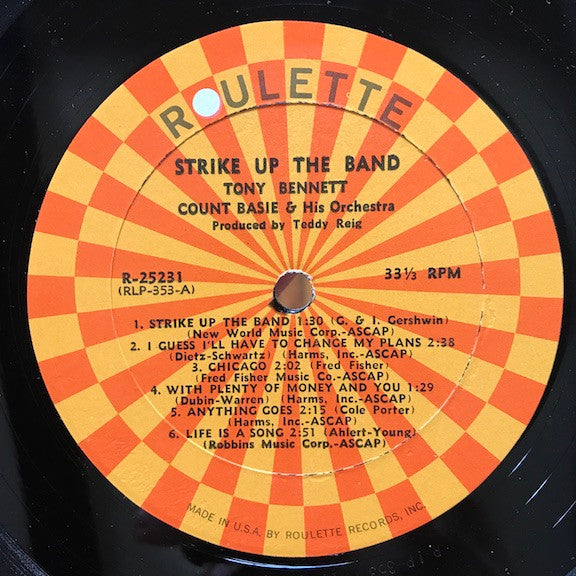 ROULETTE
STRIKE UP THE BAND
TONY BENNETT
COUNT BASIE & His Orchestra
Produced by Teddy Reig
R-25231
(RLP-353-A)
33⅓ RPM
1. STRIKE UP THE BAND 1:30 (G. & I. Gershwin)
(New World Music Corp.-ASCAP)
2. I GUESS I'LL HAVE TO CHANGE MY PLANS 2:38
(Dietz-Schwartz) (Harms, Inc.-ASCAP)
3. CHICAGO 2:02 (Fred Fisher)
(Fred Fisher Music Co.-ASCAP)
4. WITH PLENTY OF MONEY AND YOU 1:29
(Dubin-Warren) (Harms, Inc.-ASCAP)
5. ANYTHING GOES 2:15 (Cole Porter)
(Harms, Inc.-ASCAP)
6. LIFE IS A SONG 2:51 (Ahlert-Young)
(Robbins Music Corp.-ASCAP)
MADE IN U.S.A. BY ROULETTE RECORDS, INC.